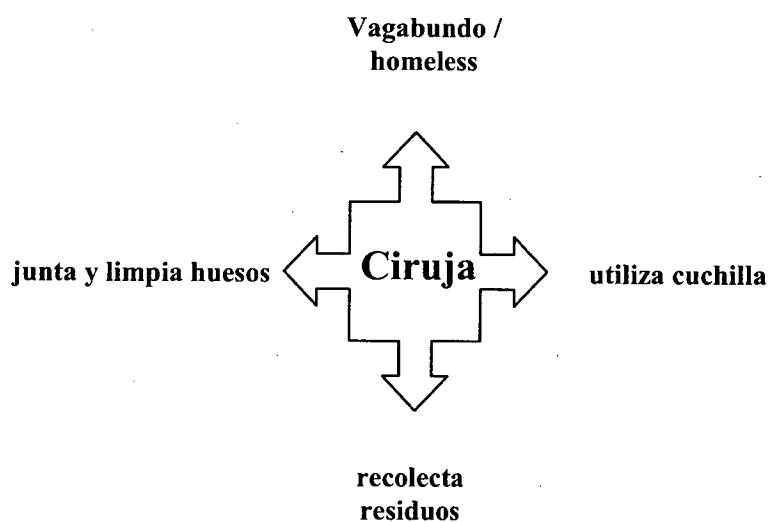 Vagabundo /
homeless
junta y limpia huesos
Ciruja
utiliza cuchilla
recolecta
residuos